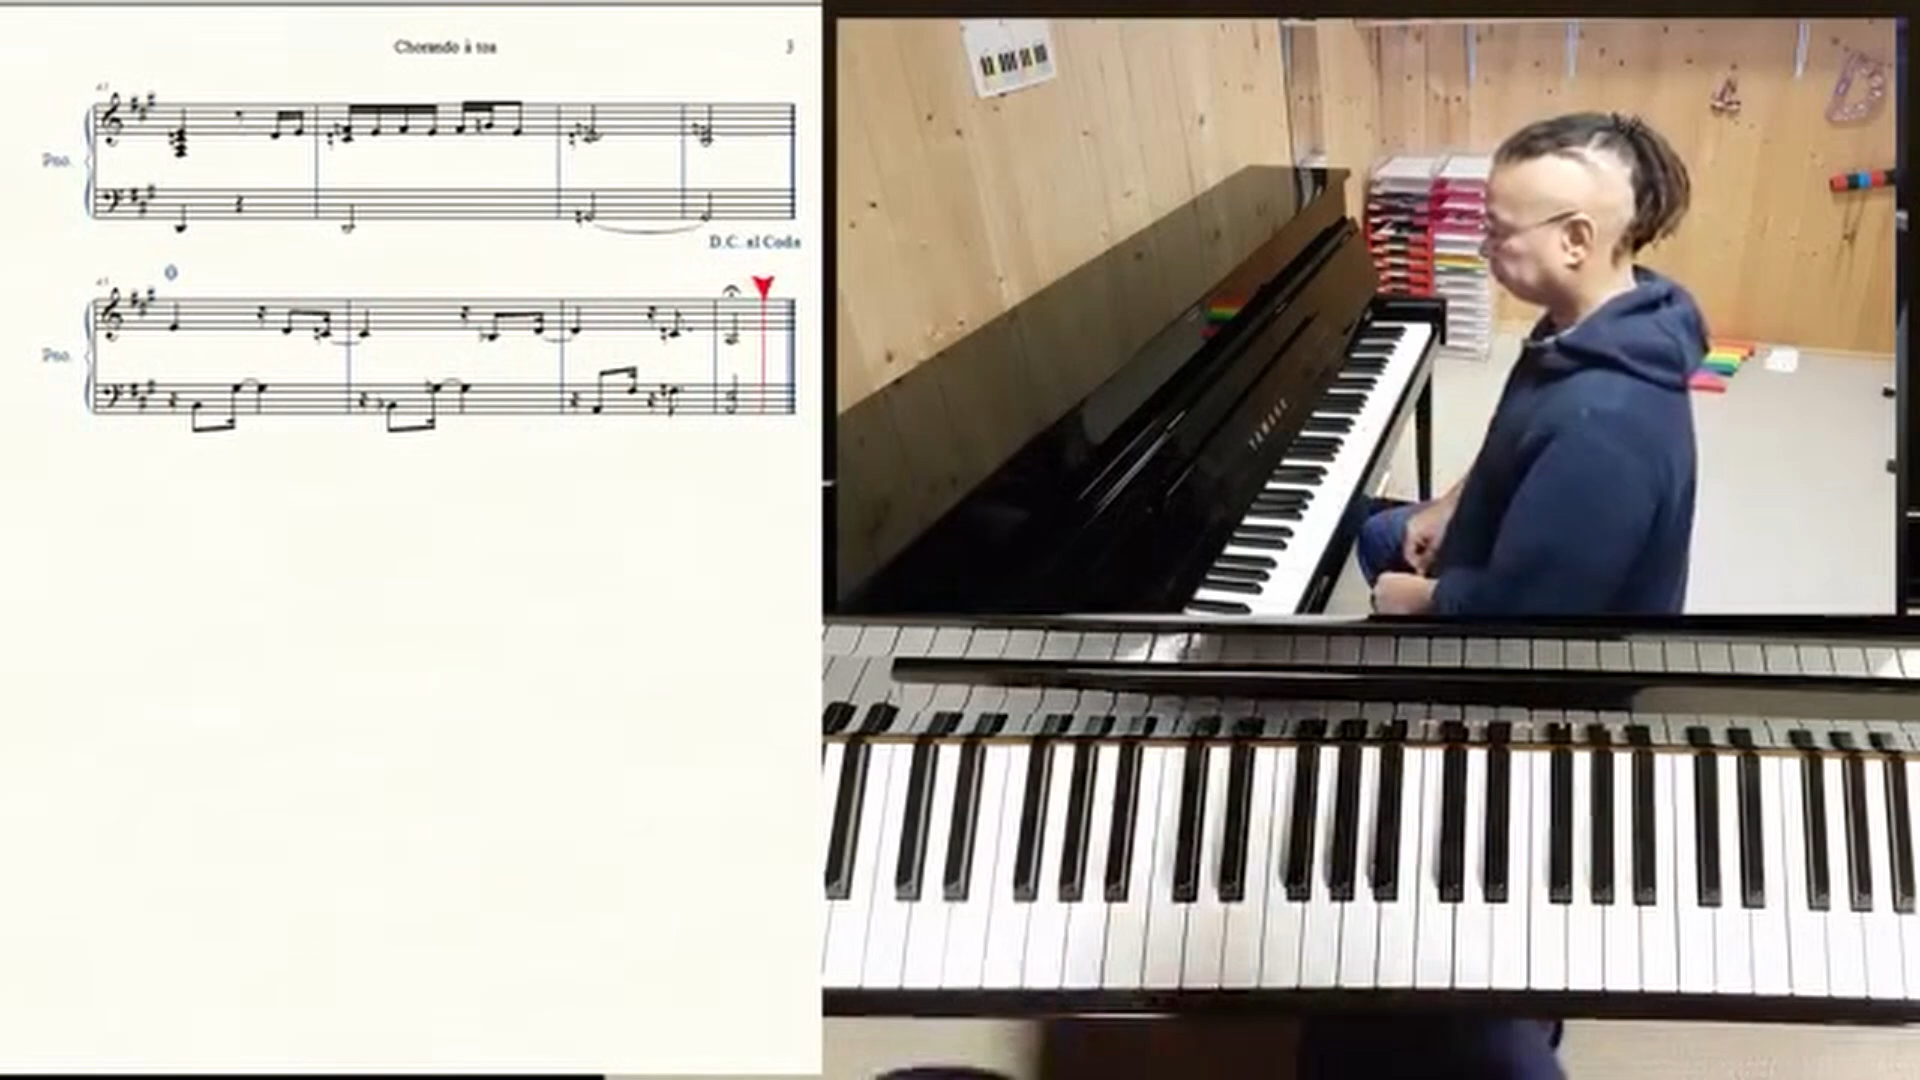 Chorando à toa
3
Pno.
D.C. al Coda
Pno.
YAMAHA